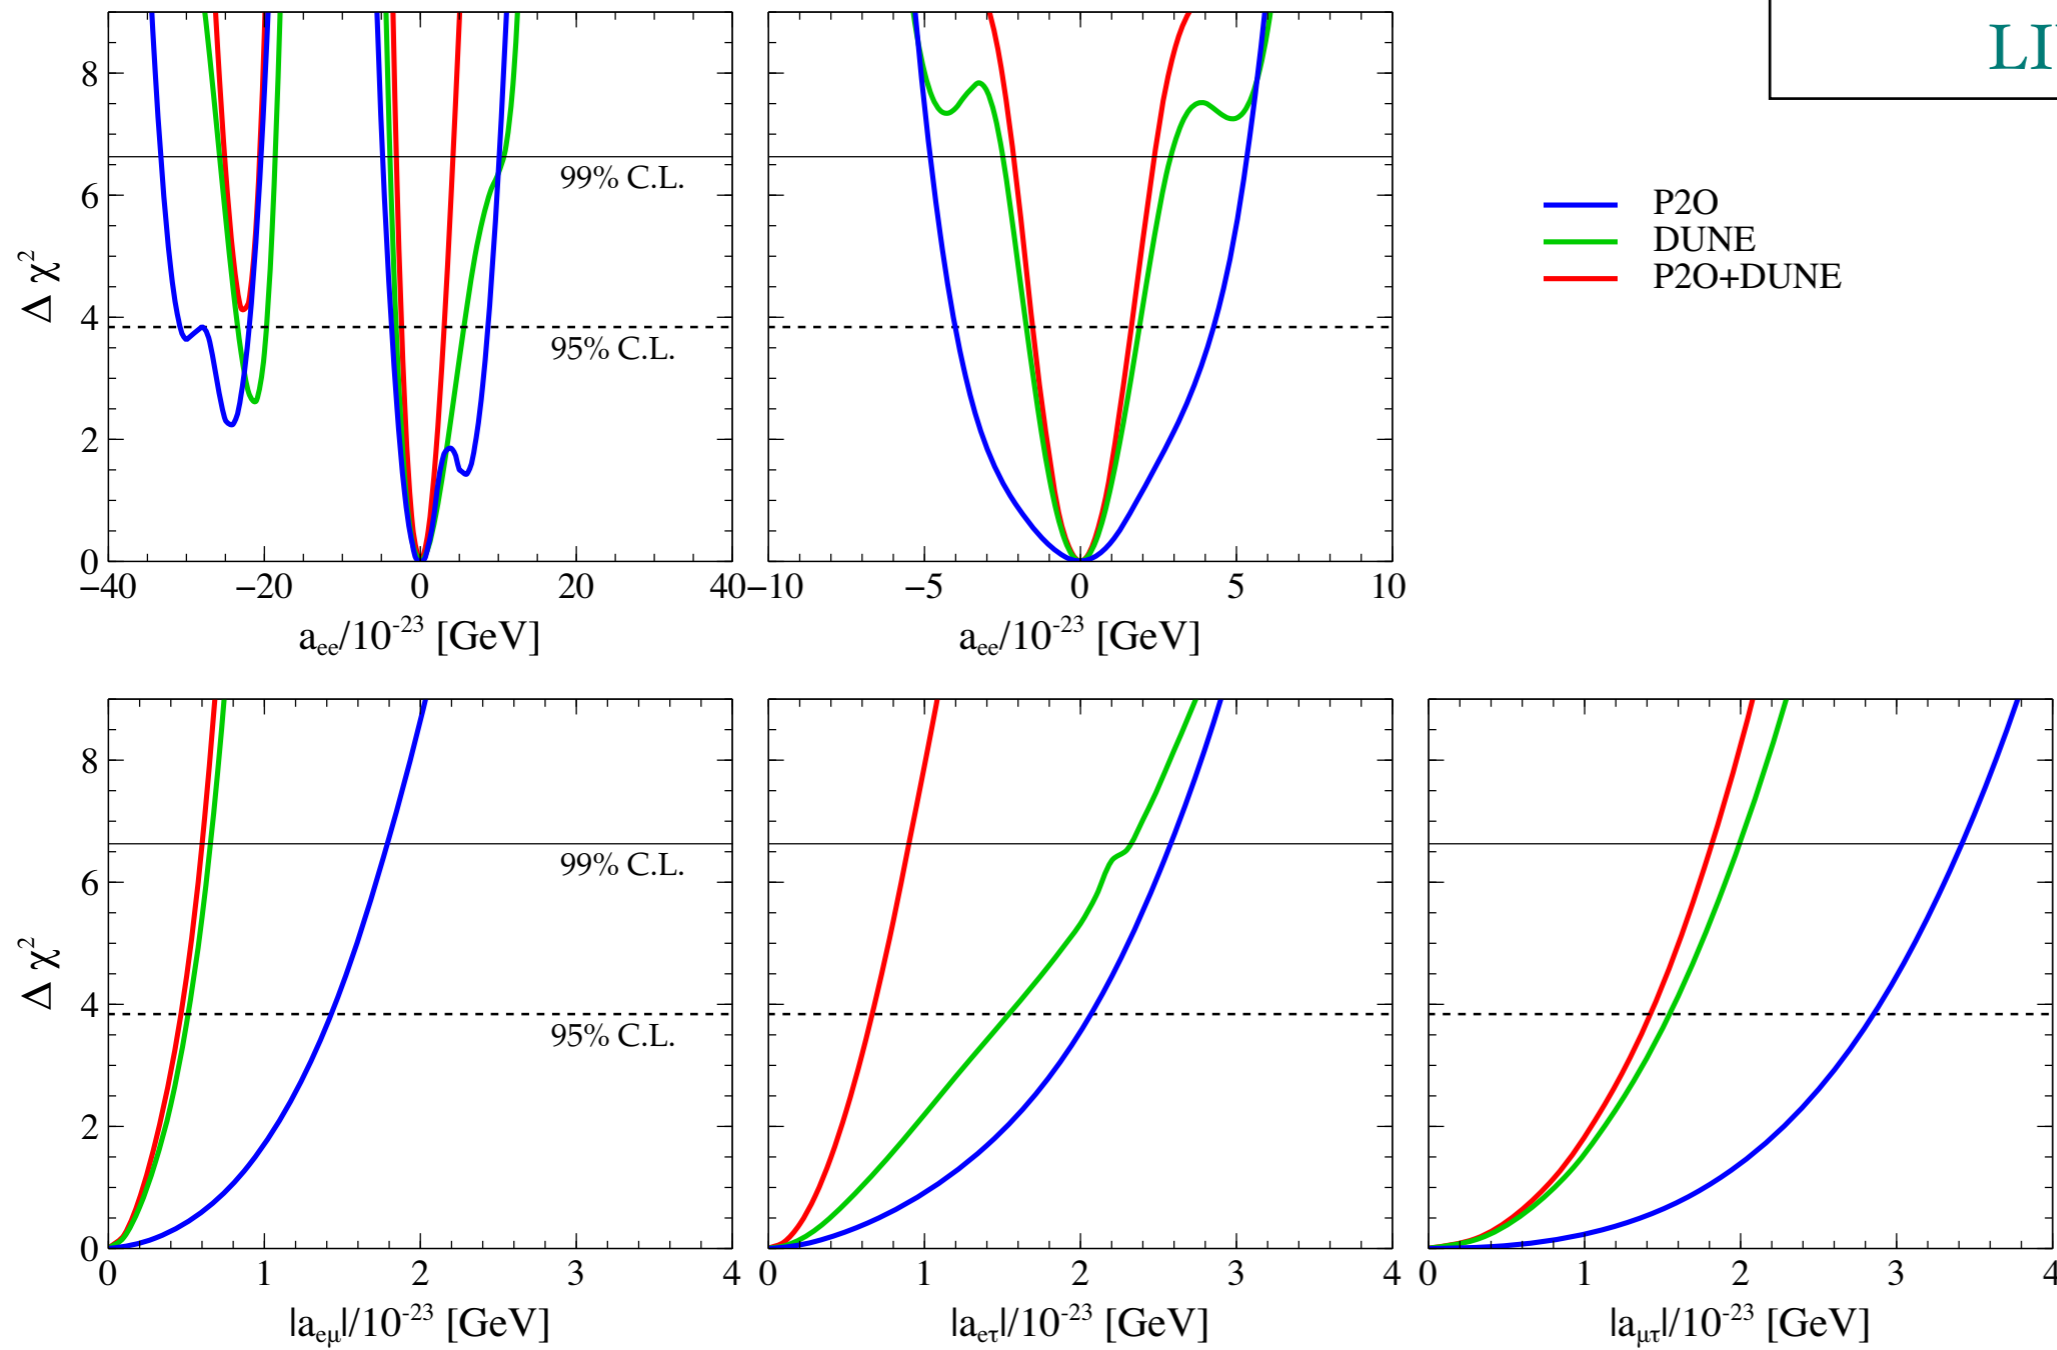 LI
8
6
4
2
0
Δ χ²
99% C.L.
95% C.L.
−40
−20
0
20
40
a_ee/10⁻²³ [GeV]
−10
−5
0
5
10
a_ee/10⁻²³ [GeV]
P2O
DUNE
P2O+DUNE
8
6
4
2
0
Δ χ²
99% C.L.
95% C.L.
0 1 2 3 4
|a_eμ|/10⁻²³ [GeV]
0 1 2 3 4
|a_eτ|/10⁻²³ [GeV]
0 1 2 3 4
|a_μτ|/10⁻²³ [GeV]